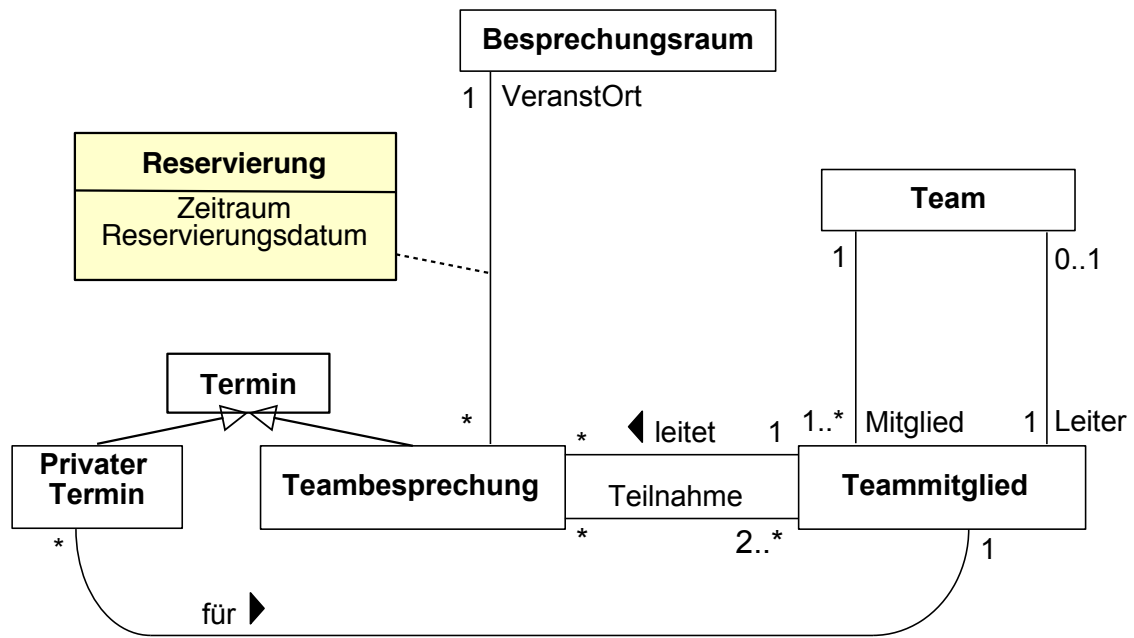 Besprechungsraum
1 VeranstOrt
Reservierung
Zeitraum
Reservierungsdatum
Team
1
0..1
Termin
*
* leitet 1
1..* Mitglied
1 Leiter
Privater
Termin
Teambesprechung
Teilnahme
Teammitglied
*
*
2..*
1
für